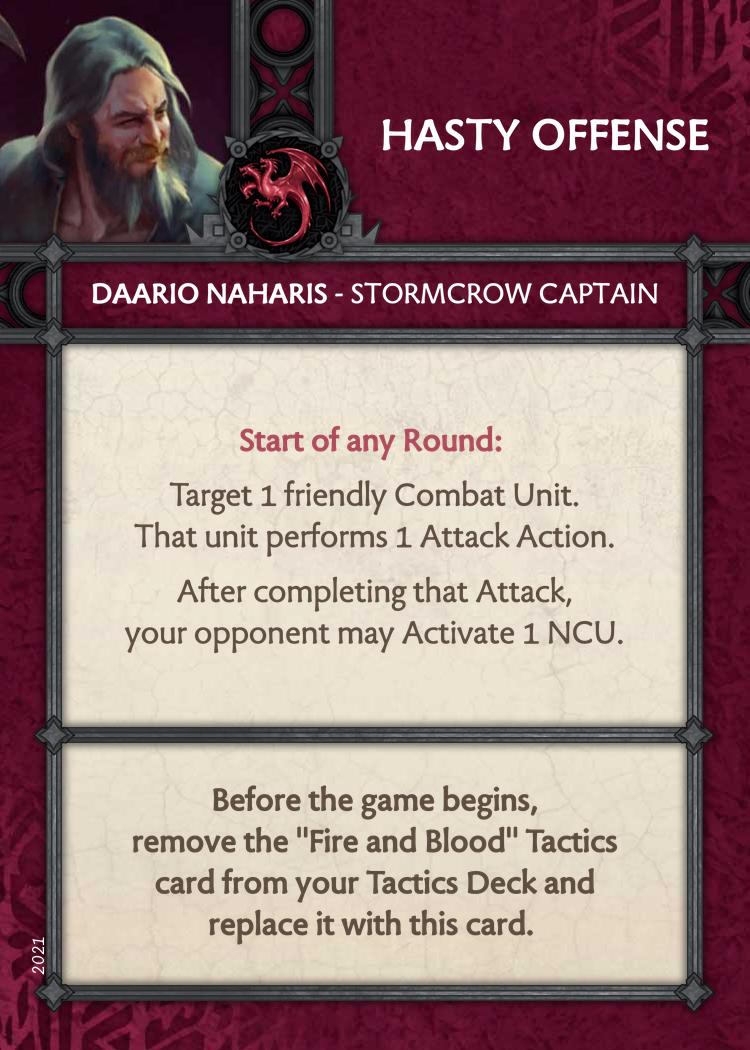 HASTY OFFENSE
DAARIO NAHARIS - STORMCROW CAPTAIN
Start of any Round:
Target 1 friendly Combat Unit.
That unit performs 1 Attack Action.
After completing that Attack,
your opponent may Activate 1 NCU.
Before the game begins,
remove the "Fire and Blood" Tactics
card from your Tactics Deck and
replace it with this card.
2021